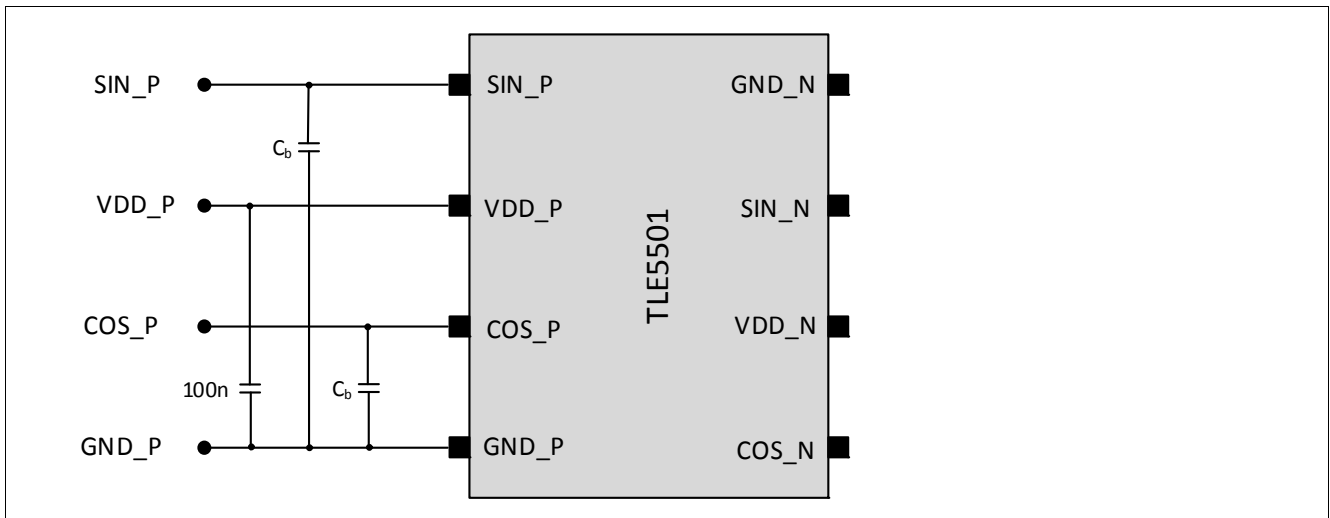 SIN_P SIN_P GND_N
C_b
VDD_P VDD_P SIN_N
TLE5501
COS_P COS_P VDD_N
100n C_b
GND_P GND_P COS_N